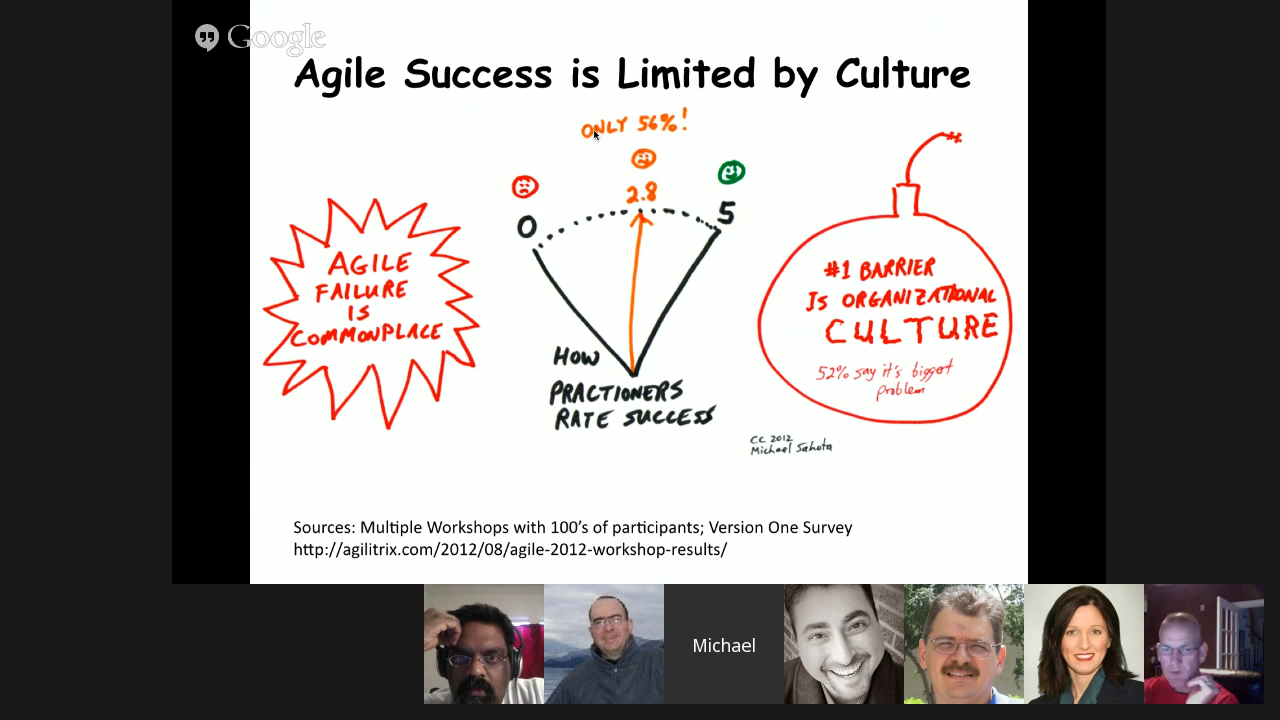 Google
Agile Success is Limited by Culture
ONLY 56%!
2.8
0
5
AGILE
FAILURE
IS
COMMONPLACE
HOW
PRACTIONERS
RATE SUCCESS
#1 BARRIER
IS ORGANIZATIONAL
CULTURE
52% say it's biggest
problem
CC 2012
Michael Sahota
Sources: Multiple Workshops with 100's of participants; Version One Survey
http://agilitrix.com/2012/08/agile-2012-workshop-results/
Michael